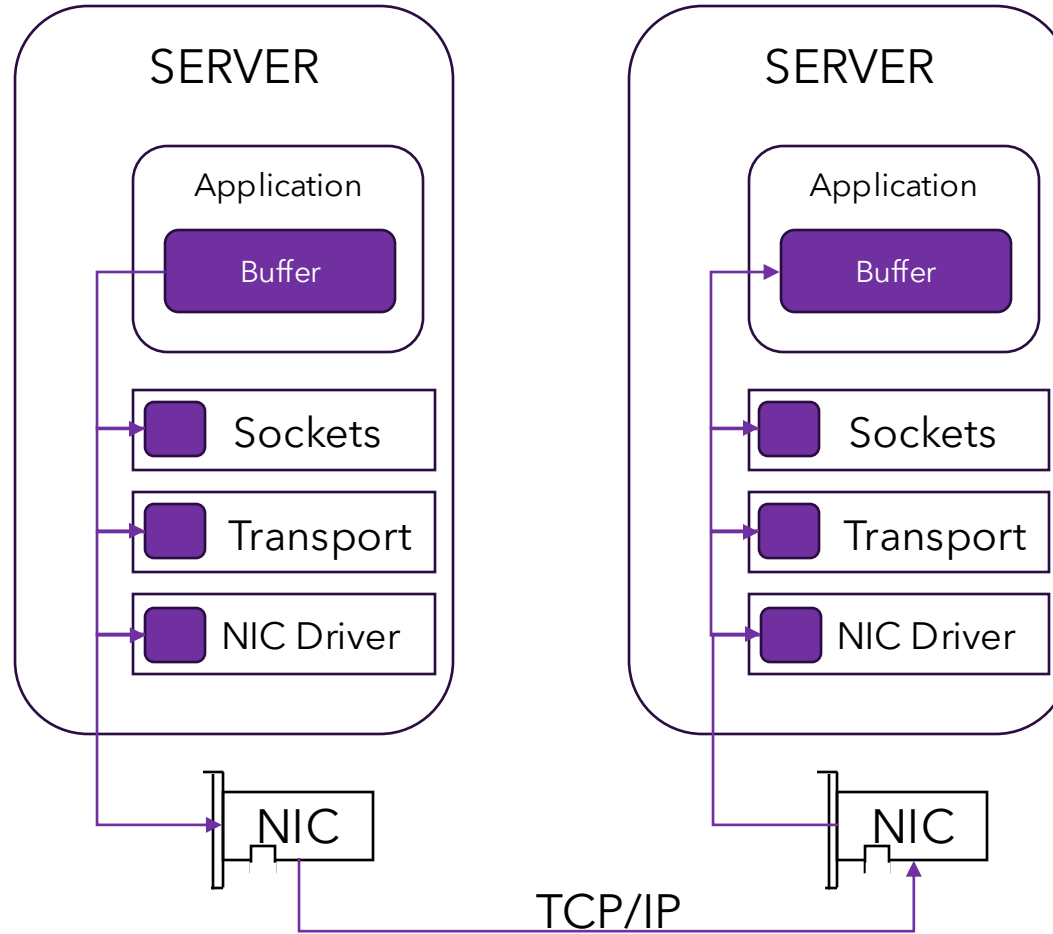 SERVER
Application
Buffer
Sockets
Transport
NIC Driver
NIC
SERVER
Application
Buffer
Sockets
Transport
NIC Driver
NIC
TCP/IP